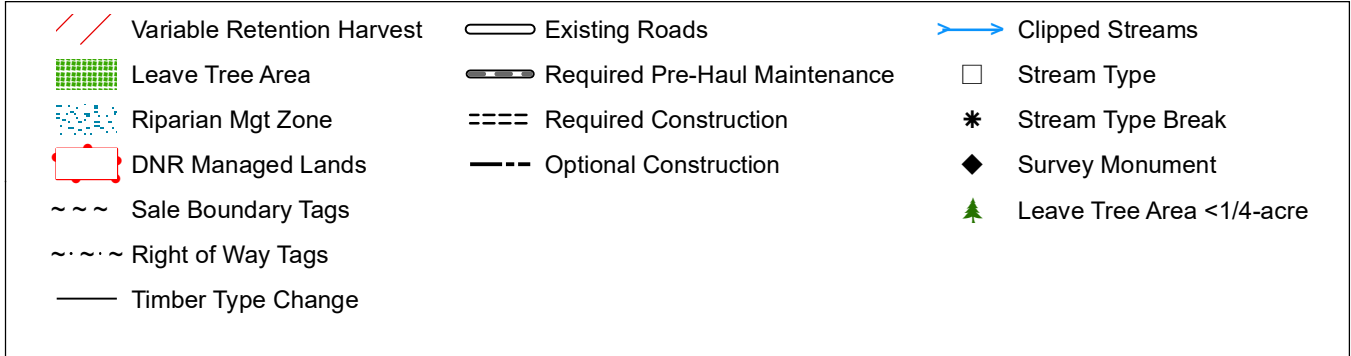 Variable Retention Harvest
Leave Tree Area
Riparian Mgt Zone
DNR Managed Lands
Sale Boundary Tags
Right of Way Tags
Timber Type Change
Existing Roads
Required Pre-Haul Maintenance
Required Construction
Optional Construction
Clipped Streams
Stream Type
Stream Type Break
Survey Monument
Leave Tree Area <1/4-acre